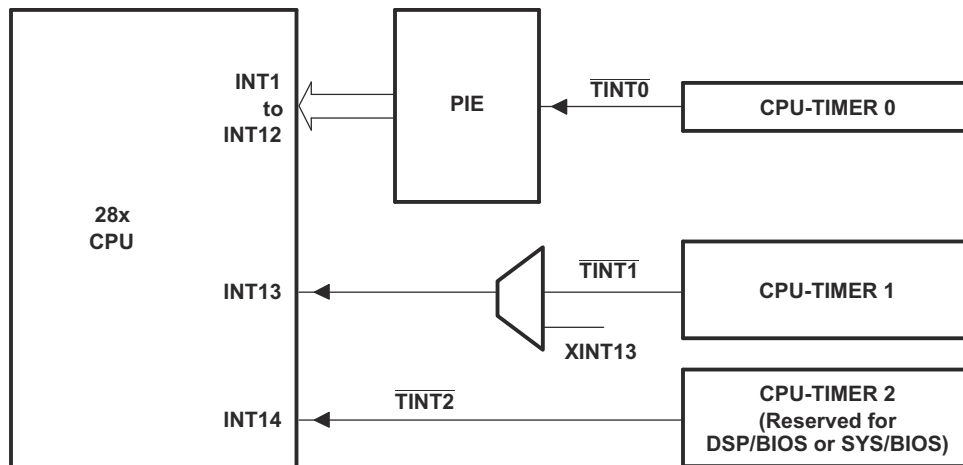 INT1
to
INT12
PIE
TINT0
CPU-TIMER 0
28x
CPU
INT13
TINT1
XINT13
CPU-TIMER 1
INT14
TINT2
CPU-TIMER 2
(Reserved for
DSP/BIOS or SYS/BIOS)